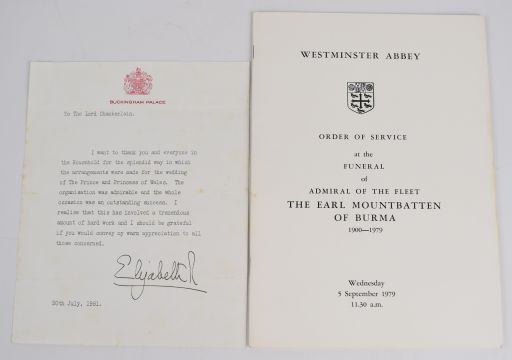 BUCKINGHAM PALACE
To The Lord Chamberlain.
I want to thank you and everyone in
the Household for the splendid way in which
the arrangements were made for the wedding
of The Prince and Princess of Wales. The
organisation was admirable and the whole
occasion was an outstanding success. I
realise that this has involved a tremendous
amount of hard work and I should be grateful
if you would convey my warm appreciation to all
those concerned.
Elizabeth R
30th July, 1981.
WESTMINSTER ABBEY
ORDER OF SERVICE
at the
FUNERAL
of
ADMIRAL OF THE FLEET
THE EARL MOUNTBATTEN
OF BURMA
1900—1979
Wednesday
5 September 1979
11.30 a.m.